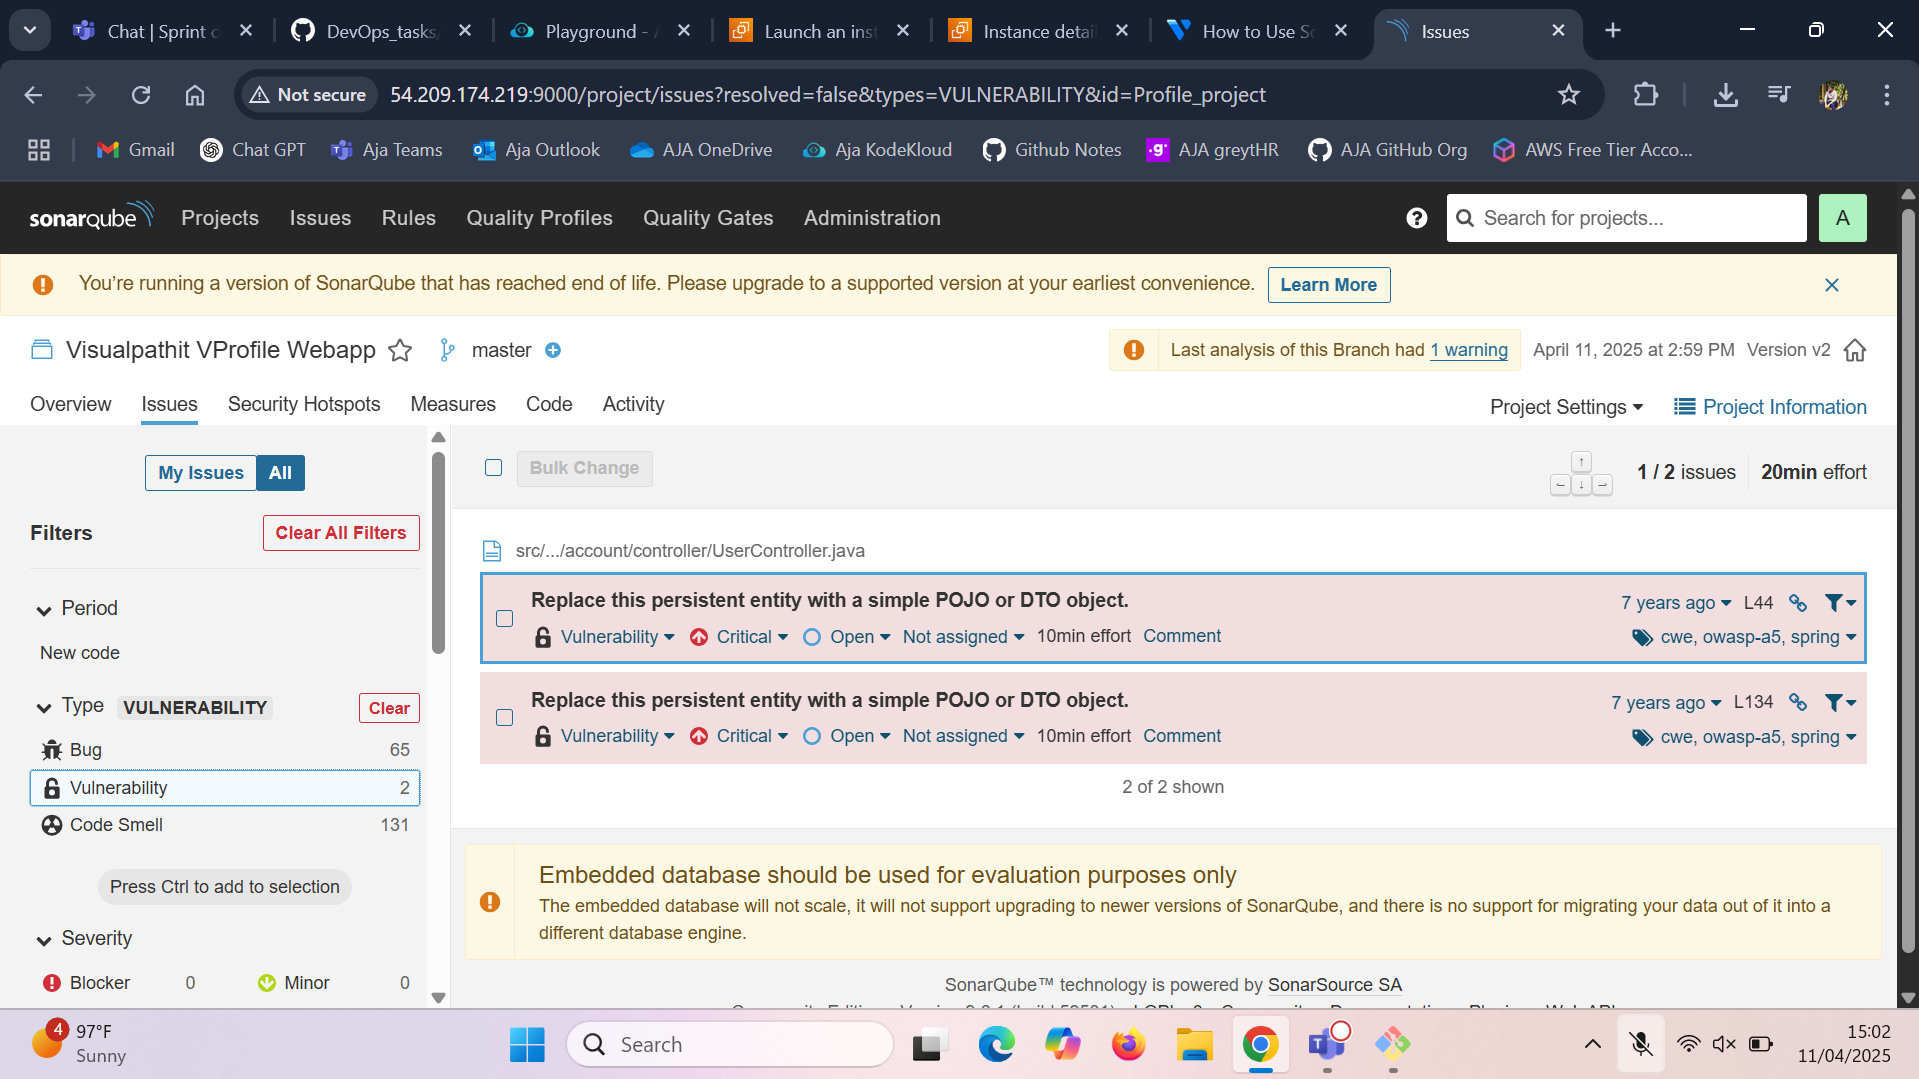 Chat | Sprint c
DevOps_tasks/
Playground - A
Launch an inst
Instance detail
How to Use So
Issues
Not secure
54.209.174.219:9000/project/issues?resolved=false&types=VULNERABILITY&id=Profile_project
Gmail
Chat GPT
Aja Teams
Aja Outlook
AJA OneDrive
Aja KodeKloud
Github Notes
.g*
AJA greytHR
AJA GitHub Org
AWS Free Tier Acco...
sonarqube
Projects
Issues
Rules
Quality Profiles
Quality Gates
Administration
Search for projects...
A
You're running a version of SonarQube that has reached end of life. Please upgrade to a supported version at your earliest convenience.
Learn More
Visualpathit VProfile Webapp
master
Last analysis of this Branch had 1 warning
April 11, 2025 at 2:59 PM
Version v2
Overview
Issues
Security Hotspots
Measures
Code
Activity
Project Settings
Project Information
My Issues
All
Bulk Change
1 / 2 issues
20min effort
Filters
Clear All Filters
src/.../account/controller/UserController.java
Period
New code
Replace this persistent entity with a simple POJO or DTO object.
7 years ago
L44
Vulnerability
Critical
Open
Not assigned
10min effort
Comment
cwe, owasp-a5, spring
Type
VULNERABILITY
Clear
Bug 65
Vulnerability 2
Code Smell 131
Replace this persistent entity with a simple POJO or DTO object.
7 years ago
L134
Vulnerability
Critical
Open
Not assigned
10min effort
Comment
cwe, owasp-a5, spring
2 of 2 shown
Press Ctrl to add to selection
Severity
Blocker 0
Minor 0
Embedded database should be used for evaluation purposes only
The embedded database will not scale, it will not support upgrading to newer versions of SonarQube, and there is no support for migrating your data out of it into a
different database engine.
SonarQube™ technology is powered by SonarSource SA
4
97°F
Sunny
Search
15:02
11/04/2025